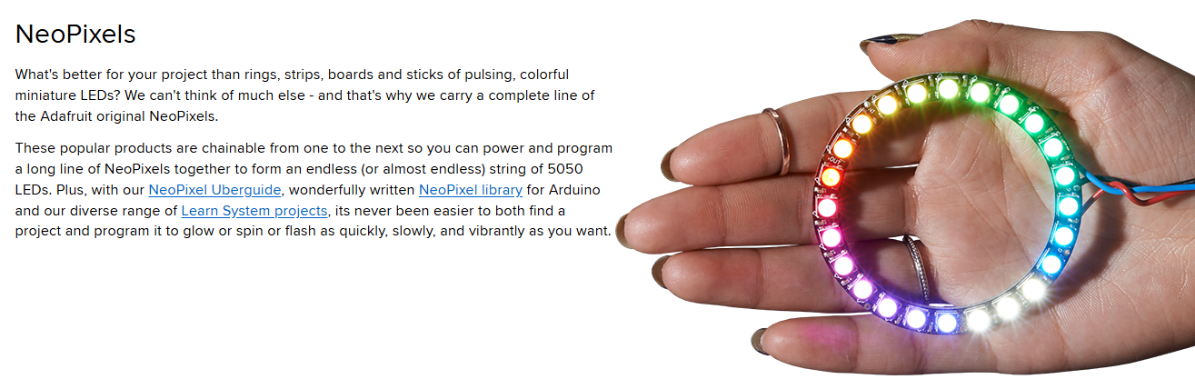 NeoPixels
What's better for your project than rings, strips, boards and sticks of pulsing, colorful
miniature LEDs? We can't think of much else - and that's why we carry a complete line of
the Adafruit original NeoPixels.
These popular products are chainable from one to the next so you can power and program
a long line of NeoPixels together to form an endless (or almost endless) string of 5050
LEDs. Plus, with our NeoPixel Uberguide, wonderfully written NeoPixel library for Arduino
and our diverse range of Learn System projects, its never been easier to both find a
project and program it to glow or spin or flash as quickly, slowly, and vibrantly as you want.
OUT